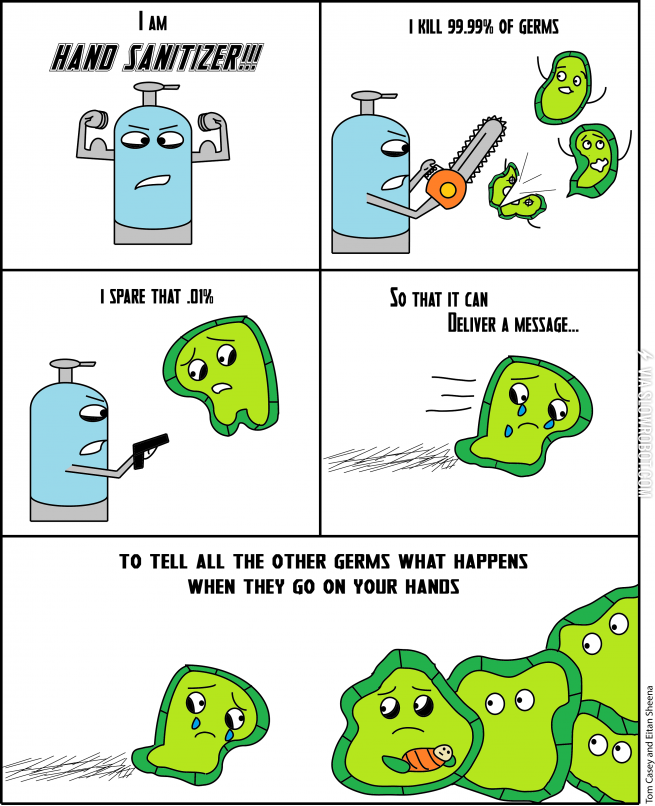 I am
HAND SANITIZER!!!
I KILL 99.99% OF GERMS
I SPARE THAT .01%
SO THAT IT CAN
DELIVER A MESSAGE...
TO TELL ALL THE OTHER GERMS WHAT HAPPENS
WHEN THEY GO ON YOUR HANDS
VIA SLOWROBOT.COM
Tom Casey and Eitan Sheena